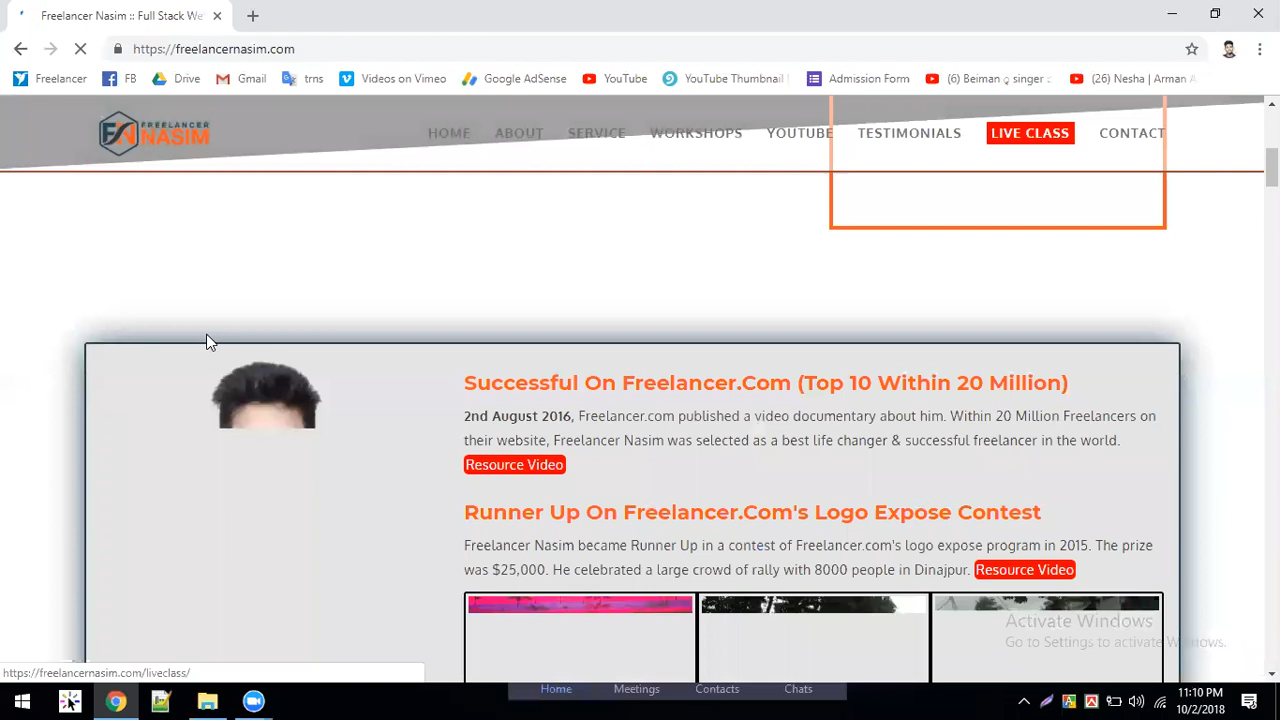 Freelancer Nasim :: Full Stack We
https://freelancernasim.com
Freelancer FB Drive Gmail trns Videos on Vimeo Google AdSense YouTube YouTube Thumbnail Admission Form (6) Beiman q singer : (26) Nesha | Arman A
FREELANCER
NASIM
HOME ABOUT SERVICE WORKSHOPS YOUTUBE TESTIMONIALS LIVE CLASS CONTACT
Successful On Freelancer.Com (Top 10 Within 20 Million)
2nd August 2016, Freelancer.com published a video documentary about him. Within 20 Million Freelancers on
their website, Freelancer Nasim was selected as a best life changer & successful freelancer in the world.
Resource Video
Runner Up On Freelancer.Com's Logo Expose Contest
Freelancer Nasim became Runner Up in a contest of Freelancer.com's logo expose program in 2015. The prize
was $25,000. He celebrated a large crowd of rally with 8000 people in Dinajpur. Resource Video
Activate Windows
Go to Settings to activate Windows.
https://freelancernasim.com/liveclass/
Home Meetings Contacts Chats
11:10 PM
10/2/2018